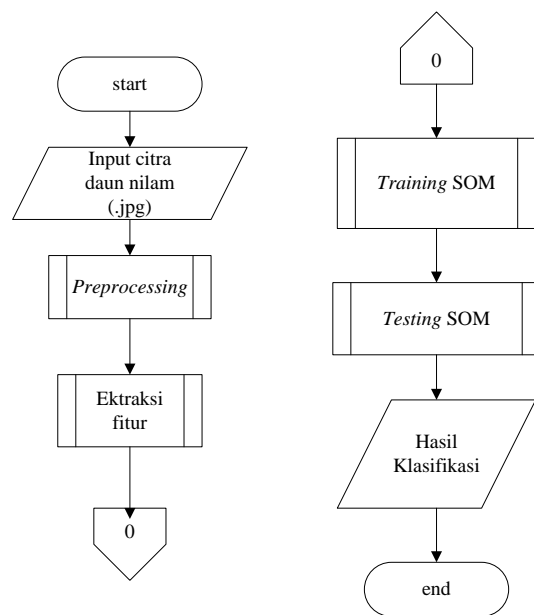 start
Input citra
daun nilam
(.jpg)
Preprocessing
Ektraksi
fitur
0
0
Training SOM
Testing SOM
Hasil
Klasifikasi
end